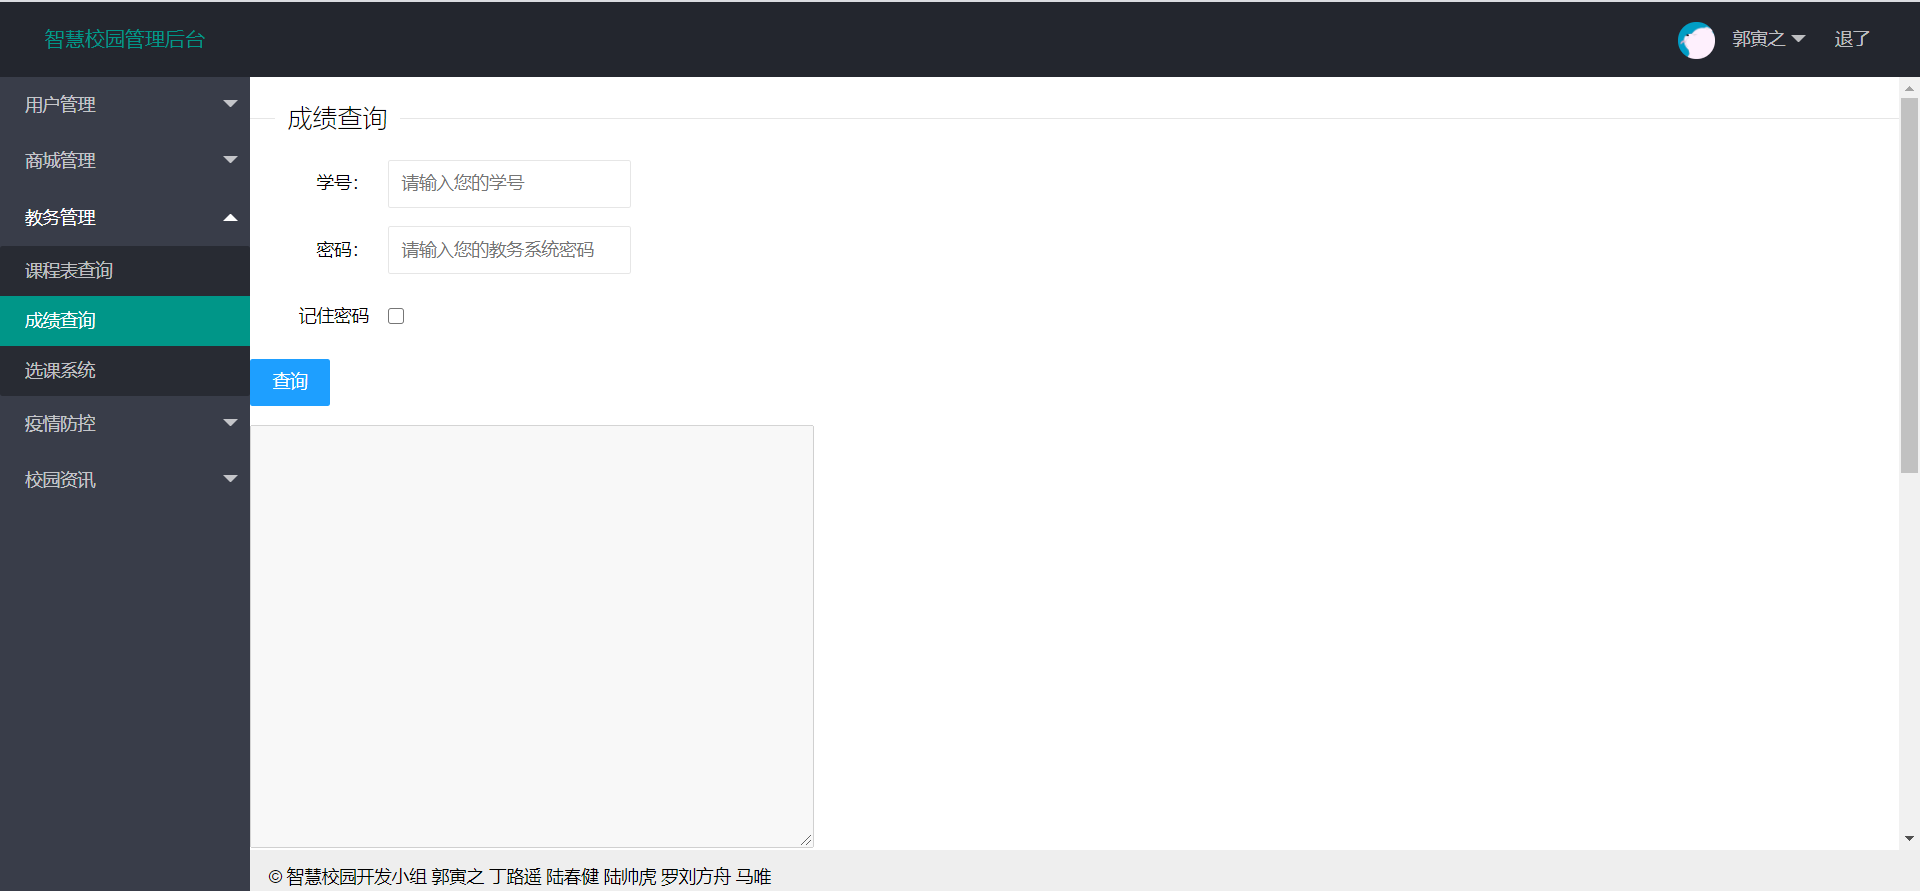 智慧校园管理后台
郭寅之 退了
用户管理
商城管理
教务管理
课程表查询
成绩查询
选课系统
疫情防控
校园资讯
成绩查询
学号： 请输入您的学号
密码： 请输入您的教务系统密码
记住密码
查询
© 智慧校园开发小组 郭寅之 丁路遥 陆春健 陆帅虎 罗刘方舟 马唯